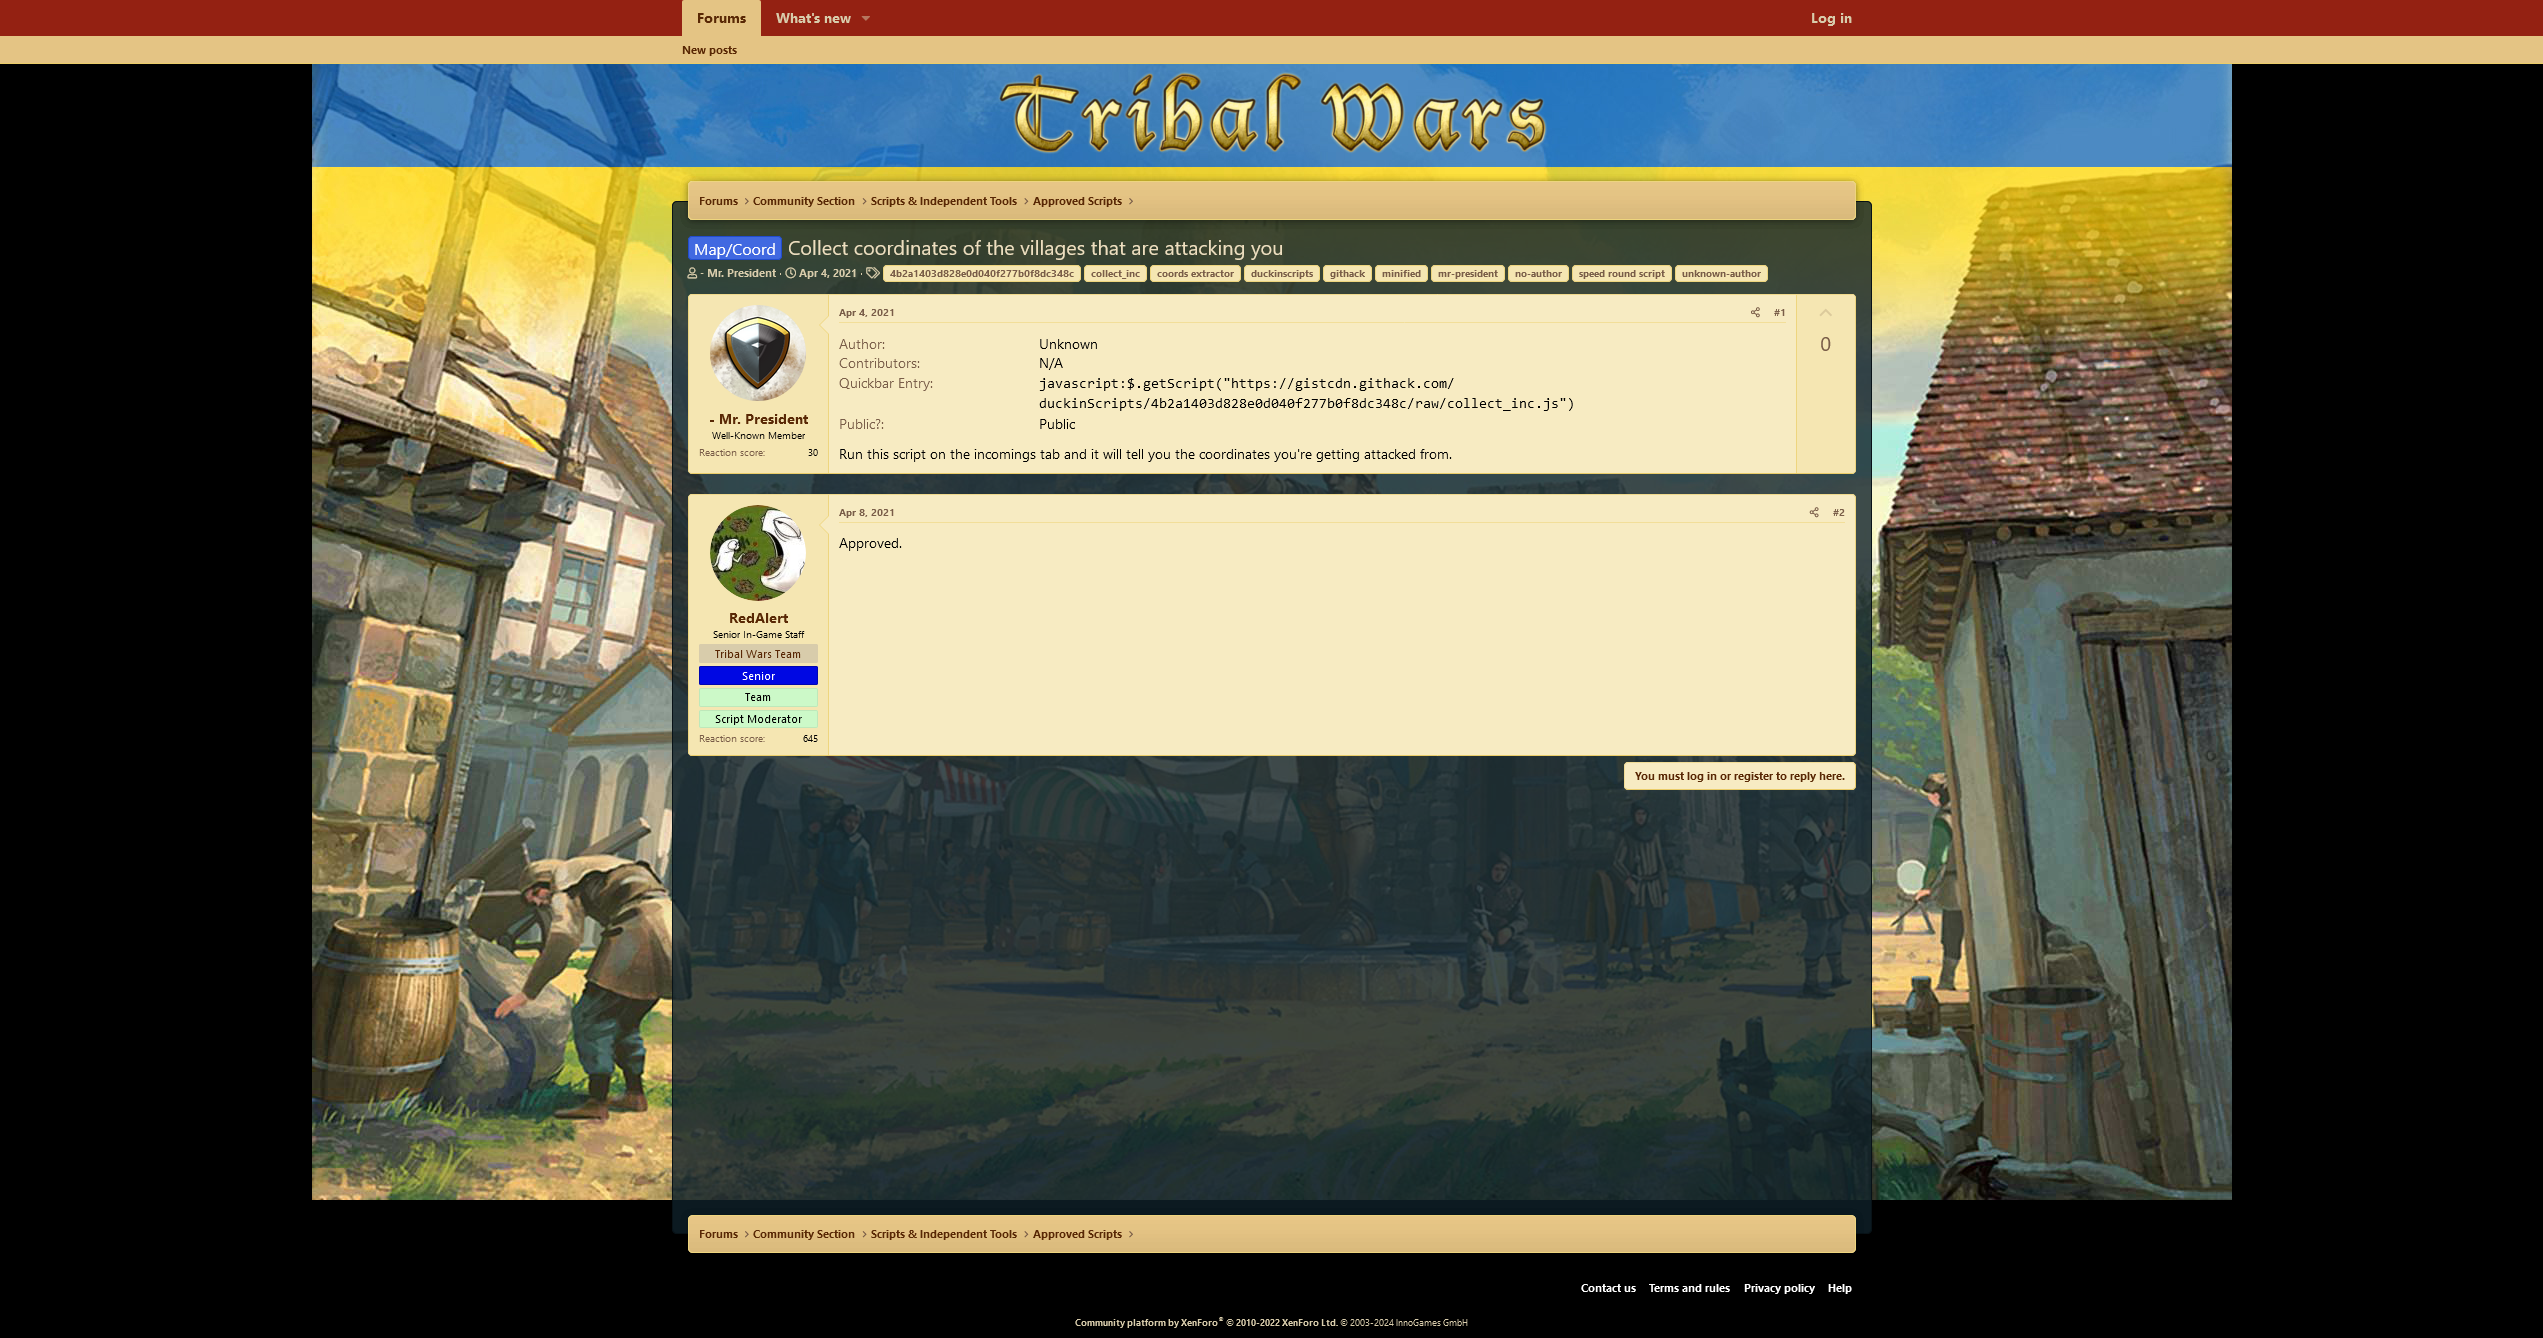 Forums What's new Log in
New posts
Tribal Wars
Forums Community Section Scripts & Independent Tools Approved Scripts
Map/Coord Collect coordinates of the villages that are attacking you
- Mr. President · Apr 4, 2021 · 4b2a1403d828e0d040f277b0f8dc348c collect_inc coords extractor duckinscripts githack minified mr-president no-author speed round script unknown-author
- Mr. President
Well-Known Member
Reaction score: 30
Apr 4, 2021 #1
0
Author: Unknown
Contributors: N/A
Quickbar Entry: javascript:$.getScript("https://gistcdn.githack.com/
duckinScripts/4b2a1403d828e0d040f277b0f8dc348c/raw/collect_inc.js")
Public?: Public
Run this script on the incomings tab and it will tell you the coordinates you're getting attacked from.
RedAlert
Senior In-Game Staff
Tribal Wars Team
Senior
Team
Script Moderator
Reaction score: 645
Apr 8, 2021 #2
Approved.
You must log in or register to reply here.
Forums Community Section Scripts & Independent Tools Approved Scripts
Contact us Terms and rules Privacy policy Help
Community platform by XenForo® © 2010-2022 XenForo Ltd. © 2003-2024 InnoGames GmbH